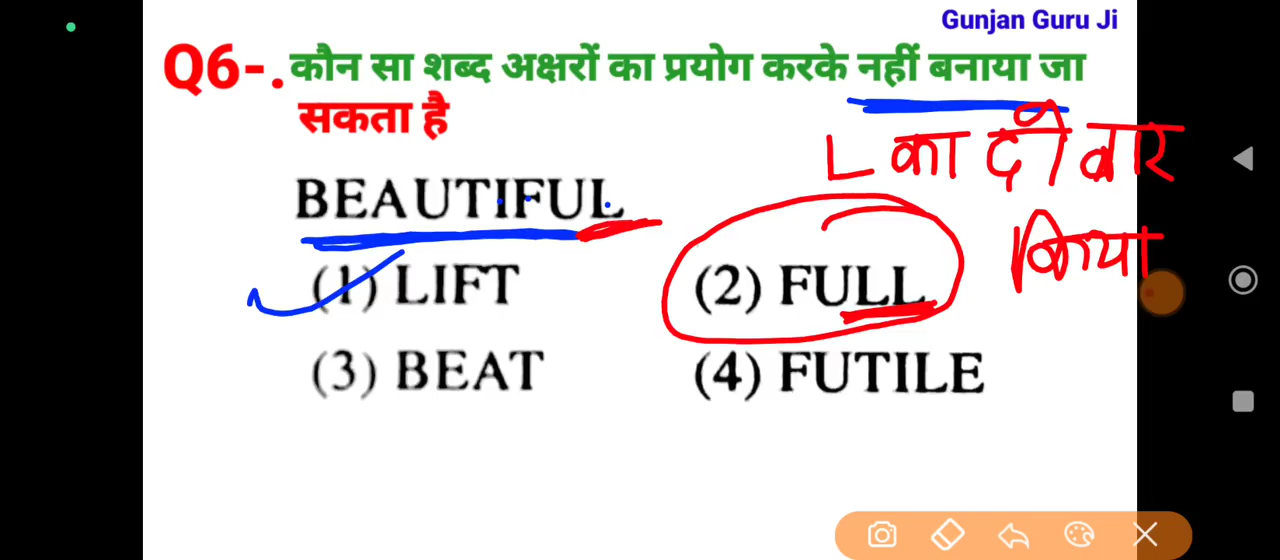 Gunjan Guru Ji
Q6-. कौन सा शब्द अक्षरों का प्रयोग करके नहीं बनाया जा
सकता है
L का दो बार
किया
BEAUTIFUL
(1) LIFT (2) FULL
(3) BEAT (4) FUTILE